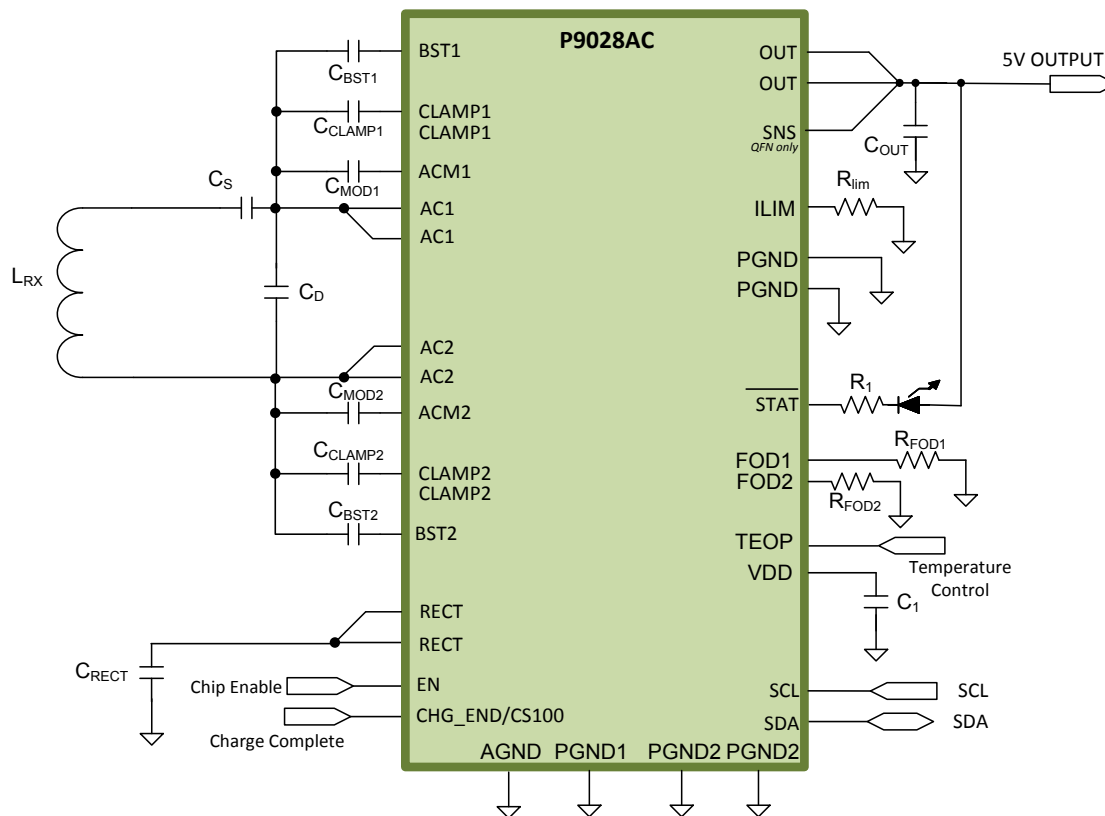 P9028AC
CBST1
BST1
CCLAMP1
CLAMP1
CLAMP1
CMOD1
ACM1
CS
AC1
AC1
LRX
CD
AC2
AC2
CMOD2
ACM2
CCLAMP2
CLAMP2
CLAMP2
CBST2
BST2
RECT
RECT
CRECT
Chip Enable
EN
CHG_END/CS100
Charge Complete
AGND
PGND1
PGND2
PGND2
OUT
OUT
5V OUTPUT
SNS
QFN only
COUT
Rlim
ILIM
PGND
PGND
STAT
R1
FOD1
RFOD1
FOD2
RFOD2
TEOP
Temperature
Control
VDD
C1
SCL
SCL
SDA
SDA